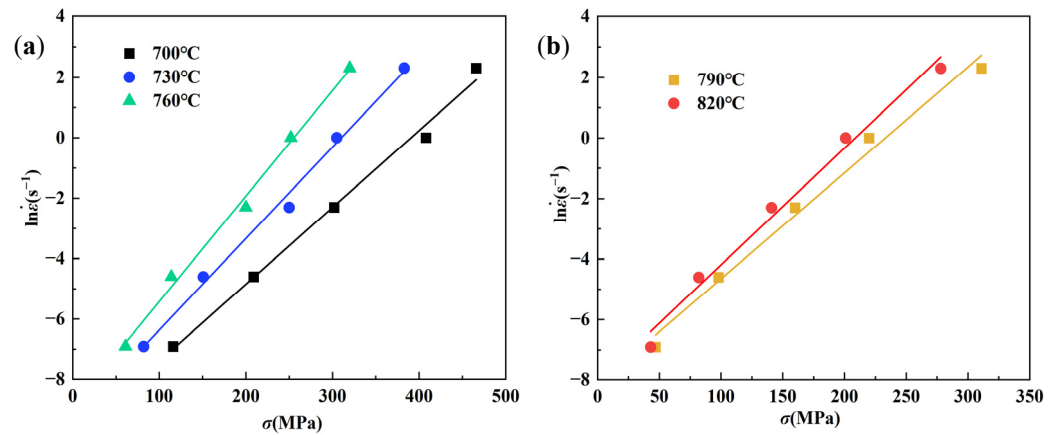 (a)
700°C
730°C
760°C
4
2
0
−2
−4
−6
−8
lnε̇(s⁻¹)
0 100 200 300 400 500
σ(MPa)
(b)
790°C
820°C
4
2
0
−2
−4
−6
−8
lnε̇(s⁻¹)
0 50 100 150 200 250 300 350
σ(MPa)